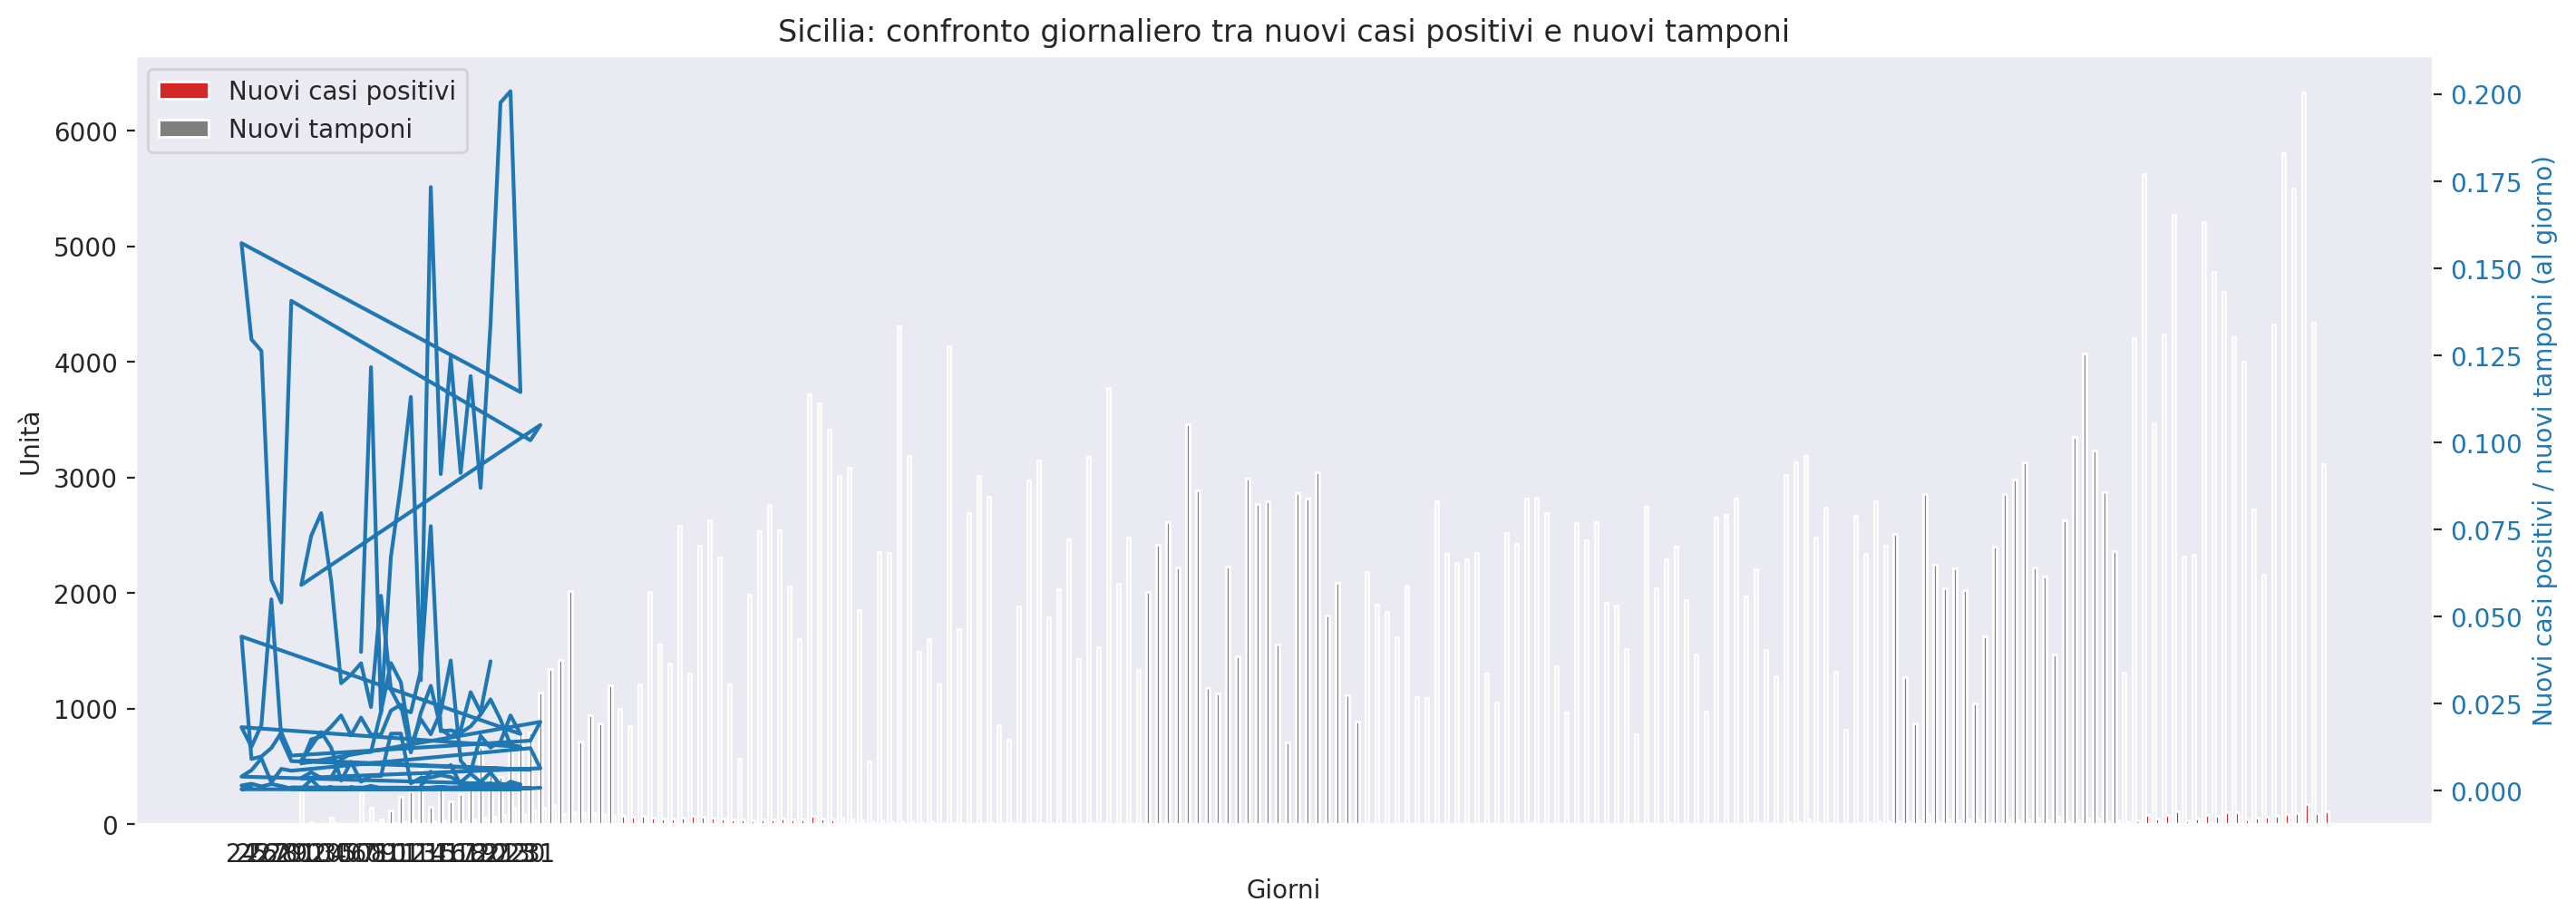 Sicilia: confronto giornaliero tra nuovi casi positivi e nuovi tamponi
Nuovi casi positivi
Nuovi tamponi
6000
5000
4000
3000
2000
1000
0
Unità
Giorni
0.200
0.175
0.150
0.125
0.100
0.075
0.050
0.025
0.000
Nuovi casi positivi / nuovi tamponi (al giorno)